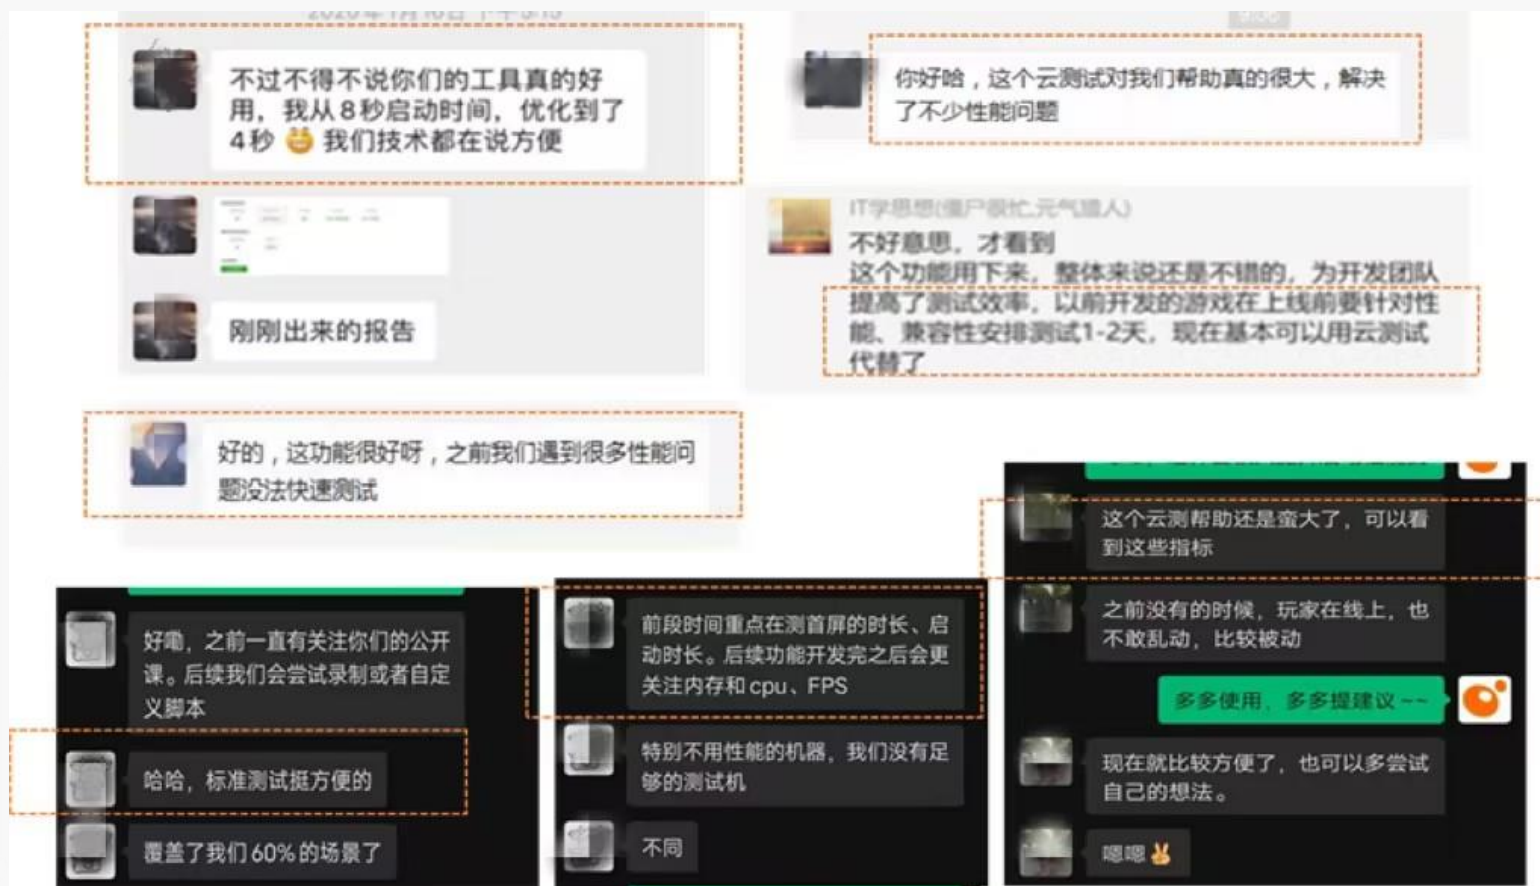 不过不得不说你们的工具真的好
用，我从8秒启动时间，优化到了
4秒 😁 我们技术都在说方便
刚刚出来的报告
你好哈，这个云测试对我们帮助真的很大，解决
了不少性能问题
IT学思想(僵尸很忙,元气猎人)
不好意思，才看到
这个功能用下来，整体来说还是不错的，为开发团队
提高了测试效率，以前开发的游戏在上线前要针对性
能、兼容性安排测试1-2天，现在基本可以用云测试
代替了
好的，这功能很好呀，之前我们遇到很多性能问
题没法快速测试
好嘞，之前一直有关注你们的公开
课。后续我们会尝试录制或者自定
义脚本
哈哈，标准测试挺方便的
覆盖了我们60%的场景了
前段时间重点在测首屏的时长、启
动时长。后续功能开发完之后会更
关注内存和cpu、FPS
特别不用性能的机器，我们没有足
够的测试机
不同
这个云测帮助还是蛮大了，可以看
到这些指标
之前没有的时候，玩家在线上，也
不敢乱动，比较被动
多多使用，多多提建议~~
现在就比较方便了，也可以多尝试
自己的想法。
嗯嗯✌